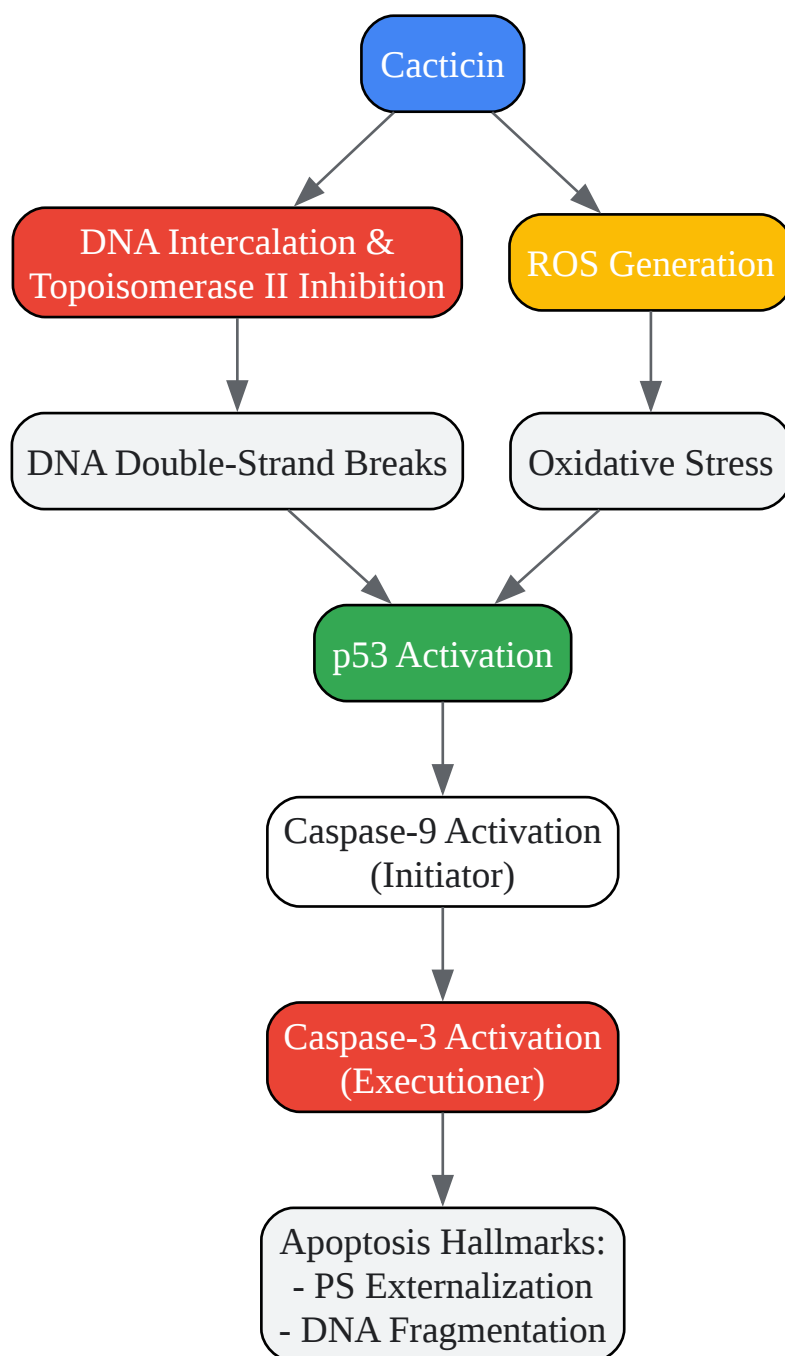 Cacticin
DNA Intercalation &
Topoisomerase II Inhibition
ROS Generation
DNA Double-Strand Breaks
Oxidative Stress
p53 Activation
Caspase-9 Activation
(Initiator)
Caspase-3 Activation
(Executioner)
Apoptosis Hallmarks:
- PS Externalization
- DNA Fragmentation